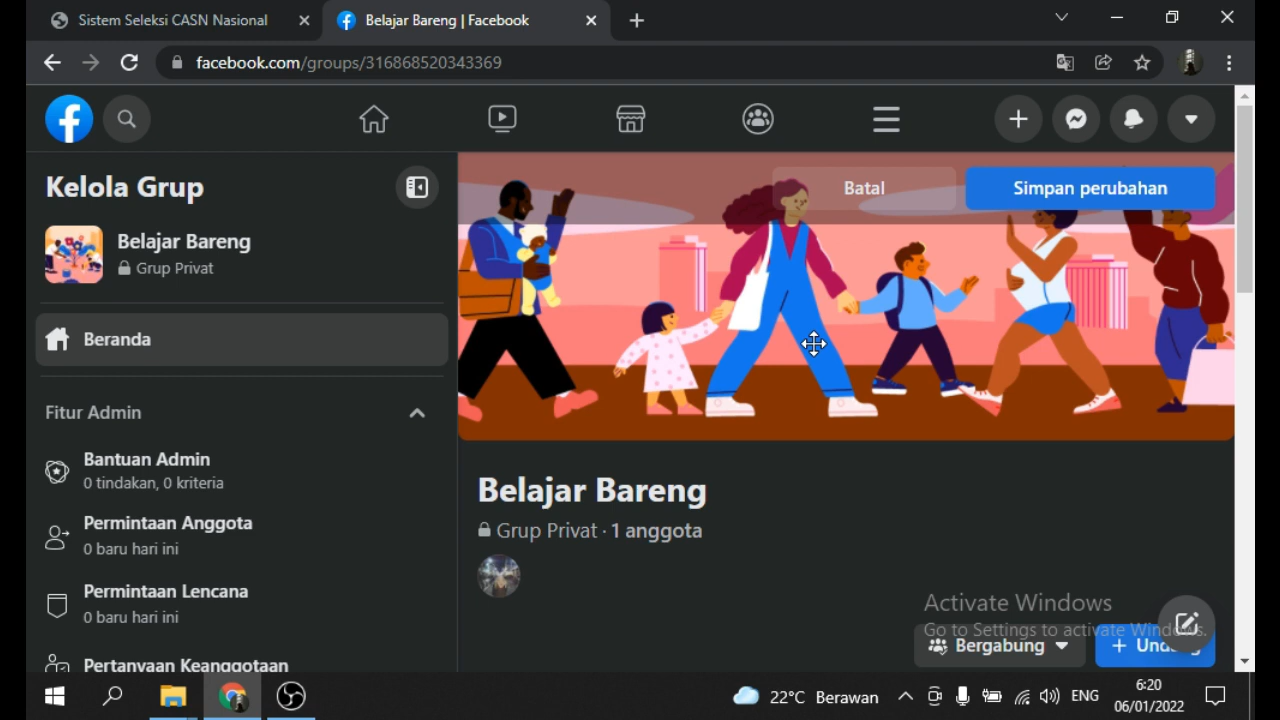 Sistem Seleksi CASN Nasional
Belajar Bareng | Facebook
facebook.com/groups/316868520343369
Kelola Grup
Belajar Bareng
Grup Privat
Beranda
Fitur Admin
Bantuan Admin
0 tindakan, 0 kriteria
Permintaan Anggota
0 baru hari ini
Permintaan Lencana
0 baru hari ini
Pertanyaan Keanggotaan
Batal
Simpan perubahan
Belajar Bareng
Grup Privat · 1 anggota
Activate Windows
Go to Settings to activate Windows.
Bergabung
+ Undang
22°C Berawan
ENG
6:20
06/01/2022